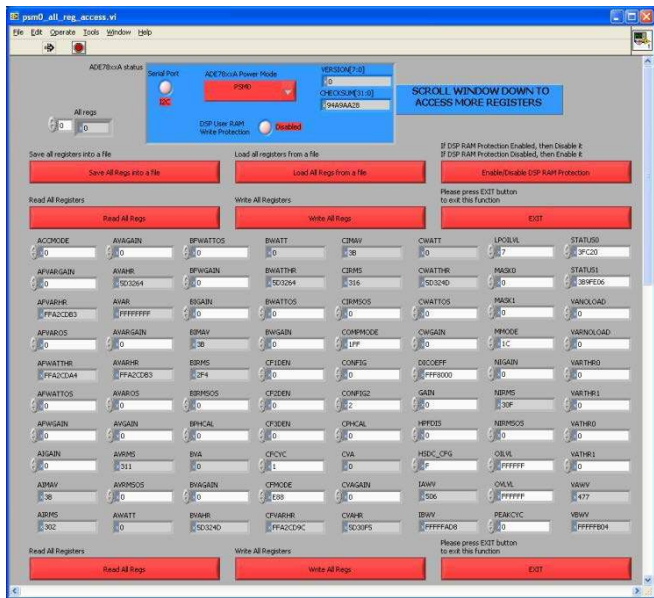 psm0_all_reg_access.vi
File Edit Operate Tools Window Help
ADE78xxA status
Serial Port
I2C
ADE78xxA Power Mode
PSM0
VERSION[7:0]
0
CHECKSUM[31:0]
94A9AA28
DSP User RAM
Write Protection
Disabled
SCROLL WINDOW DOWN TO
ACCESS MORE REGISTERS
All regs
0 0
Save all registers into a file
Load all registers from a file
If DSP RAM Protection Enabled, then Disable it
If DSP RAM Protection Disabled, then Enable it
Save All Regs into a file
Load All Regs from a file
Enable/Disable DSP RAM Protection
Read All Registers
Write All Registers
Please press EXIT button
to exit this function
Read All Regs
Write All Regs
EXIT
ACCMODE AVAGAIN BFWATTOS BWATT CIMAV CWATT LPOILVL STATUS0
0 0 0 0 3B 0 7 3FC20
AFVARGAIN AVAHR BFWGAIN BWATTHR CIRMS CWATTHR MASK0 STATUS1
0 5D3264 0 5D3264 316 5D324D 0 3B9FE06
AFVARHR AVAR BIGAIN BWATTOS CIRMSOS CWATTOS MASK1 VANOLOAD
FFA2CDB3 FFFFFFFF 0 0 0 0 0 0
AFVAROS AVARGAIN BIMAV BWGAIN COMPMODE CWGAIN MMODE VARNOLOAD
0 0 3B 0 1FF 0 1C 0
AFWATTHR AVARHR BIRMS CF1DEN CONFIG DICOEFF NIGAIN VARTHR0
FFA2CDA4 FFA2CDB3 2F4 0 0 FFF8000 0 0
AFWATTOS AVAROS BIRMSOS CF2DEN CONFIG2 GAIN NIRMS VARTHR1
0 0 0 0 2 0 30F 0
AFWGAIN AVGAIN BPHCAL CF3DEN CPHCAL HPFDIS NIRMSOS VATHR0
0 0 0 0 0 0 0 0
AIGAIN AVRMS BVA CFCYC CVA HSDC_CFG OILVL VATHR1
0 311 0 1 0 F FFFFFF 0
AIMAV AVRMSOS BVAGAIN CFMODE CVAGAIN IAWV OVLVL VAWV
3B 0 0 E88 0 506 FFFFFF 477
AIRMS AWATT BVAHR CFVARHR CVAHR IBWV PEAKCYC VBWV
302 0 5D324D FFA2CD9C 5D30F5 FFFFFAD8 0 FFFFFB04
Read All Registers
Write All Registers
Please press EXIT button
to exit this function
Read All Regs
Write All Regs
EXIT